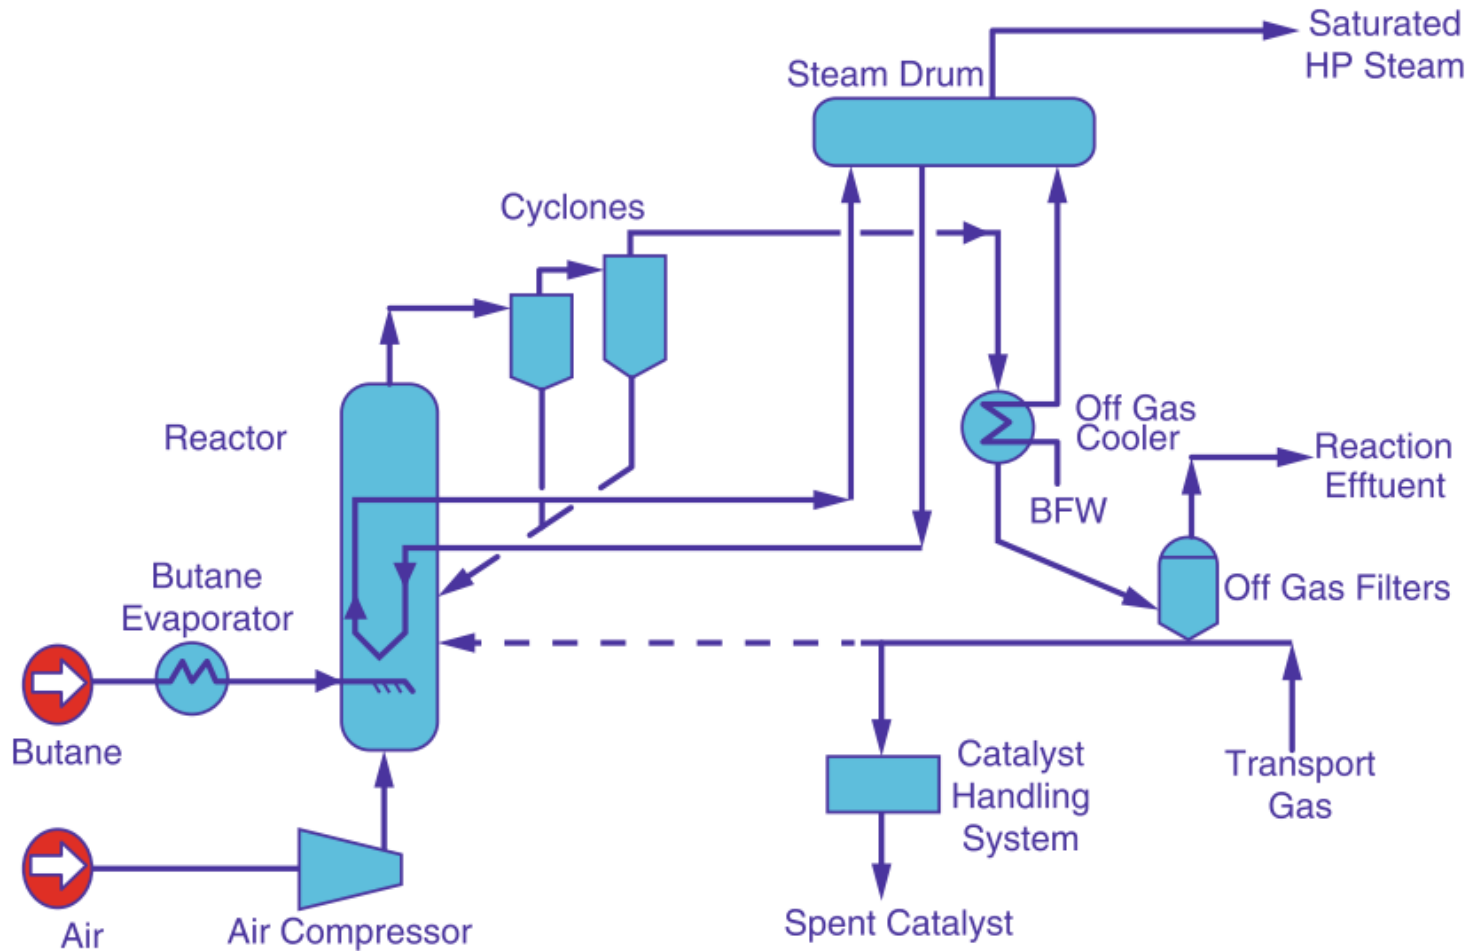 Saturated
HP Steam
Steam Drum
Cyclones
Reactor
Off Gas
Cooler
Reaction
Efftuent
BFW
Butane
Evaporator
Off Gas Filters
Butane
Catalyst
Handling
System
Transport
Gas
Air
Air Compressor
Spent Catalyst